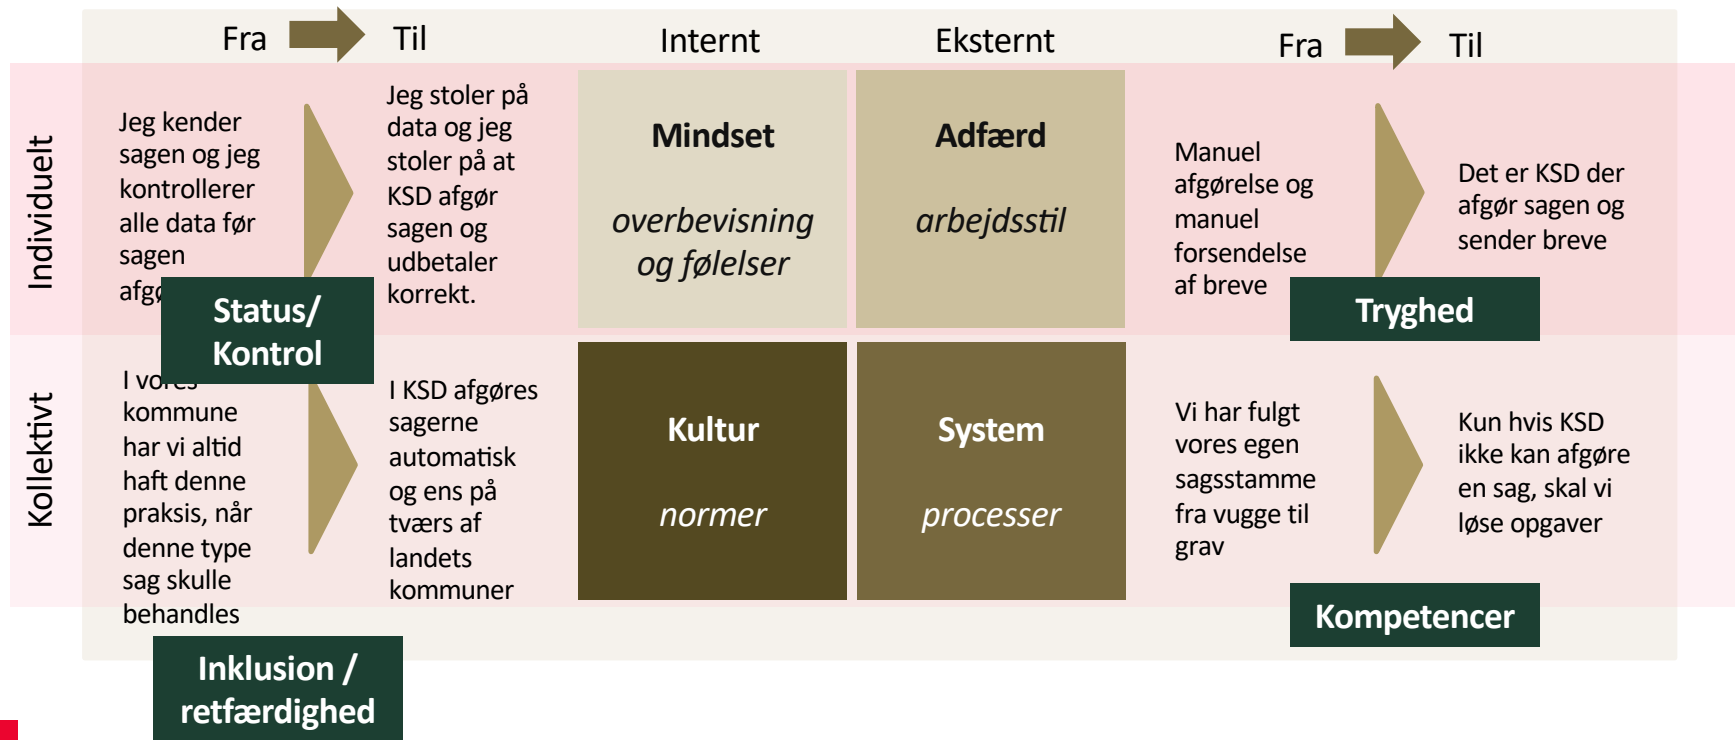 Fra
Til
Internt
Eksternt
Fra
Til
Individuelt
Jeg kender
sagen og jeg
kontrollerer
alle data før
sagen
Jeg stoler på
data og jeg
stoler på at
KSD afgør
sagen og
udbetaler
korrekt.
Status/
Kontrol
Mindset
overbevisning
og følelser
Adfærd
arbejdsstil
Manuel
afgørelse og
manuel
forsendelse
af breve
Det er KSD der
afgør sagen og
sender breve
Tryghed
Kollektivt
I vores
kommune
har vi altid
haft denne
praksis, når
denne type
sag skulle
behandles
I KSD afgøres
sagerne
automatisk
og ens på
tværs af
landets
kommuner
Inklusion /
retfærdighed
Kultur
normer
System
processer
Vi har fulgt
vores egen
sagsstamme
fra vugge til
grav
Kun hvis KSD
ikke kan afgøre
en sag, skal vi
løse opgaver
Kompetencer